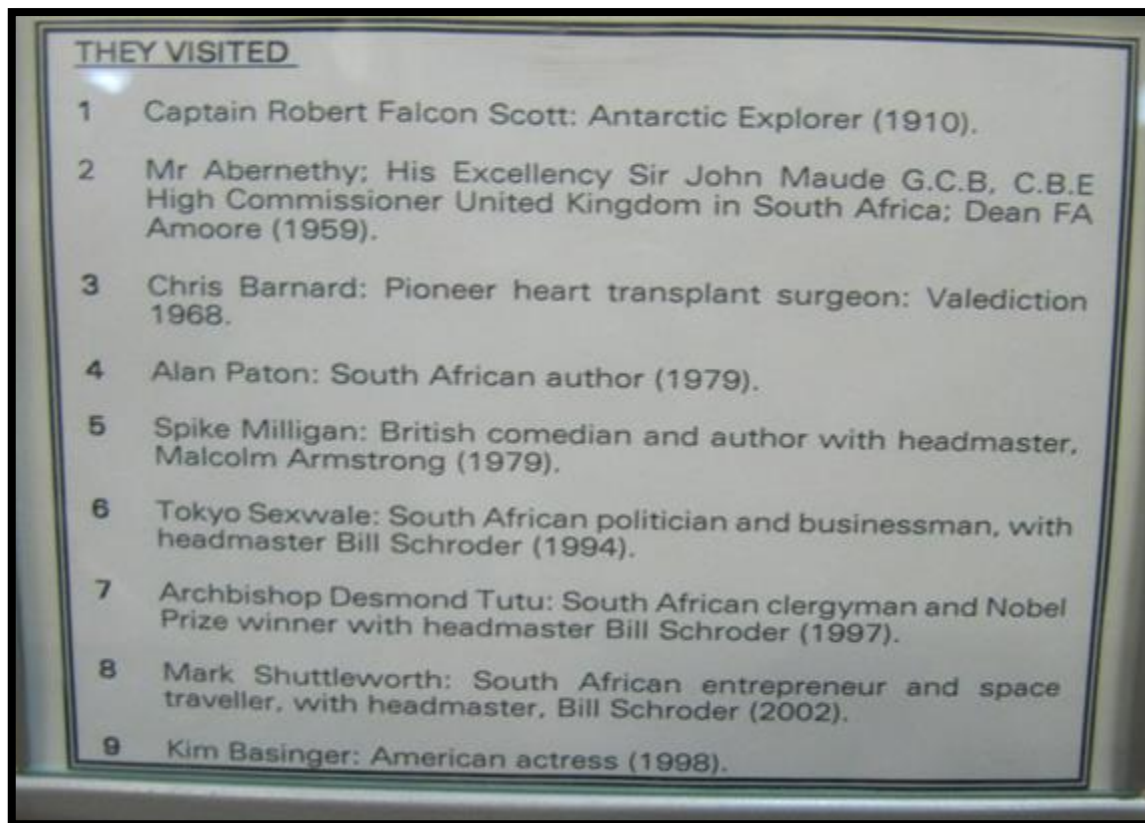 THEY VISITED
1 Captain Robert Falcon Scott: Antarctic Explorer (1910).
2 Mr Abernethy; His Excellency Sir John Maude G.C.B, C.B.E
High Commissioner United Kingdom in South Africa; Dean FA
Amoore (1959).
3 Chris Barnard: Pioneer heart transplant surgeon: Valediction
1968.
4 Alan Paton: South African author (1979).
5 Spike Milligan: British comedian and author with headmaster,
Malcolm Armstrong (1979).
6 Tokyo Sexwale: South African politician and businessman, with
headmaster Bill Schroder (1994).
7 Archbishop Desmond Tutu: South African clergyman and Nobel
Prize winner with headmaster Bill Schroder (1997).
8 Mark Shuttleworth: South African entrepreneur and space
traveller, with headmaster, Bill Schroder (2002).
9 Kim Basinger: American actress (1998).